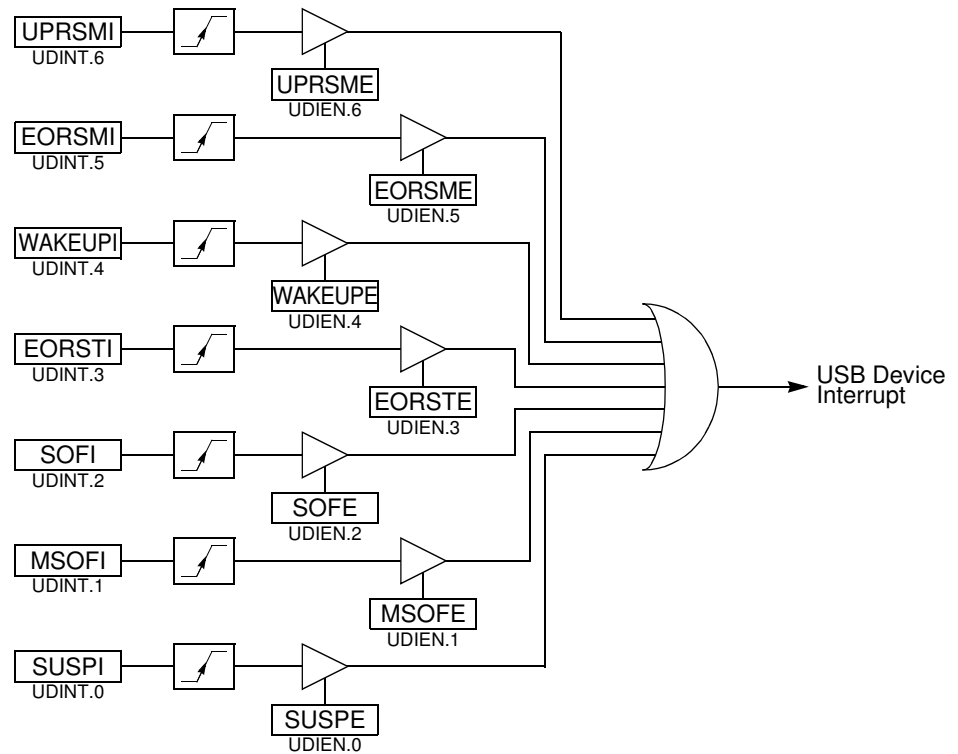 UPRSMI
UDINT.6
UPRSME
UDIEN.6
EORSMI
UDINT.5
EORSME
UDIEN.5
WAKEUPI
UDINT.4
WAKEUPE
UDIEN.4
EORSTI
UDINT.3
EORSTE
UDIEN.3
SOFI
UDINT.2
SOFE
UDIEN.2
MSOFI
UDINT.1
MSOFE
UDIEN.1
SUSPI
UDINT.0
SUSPE
UDIEN.0
USB Device
Interrupt